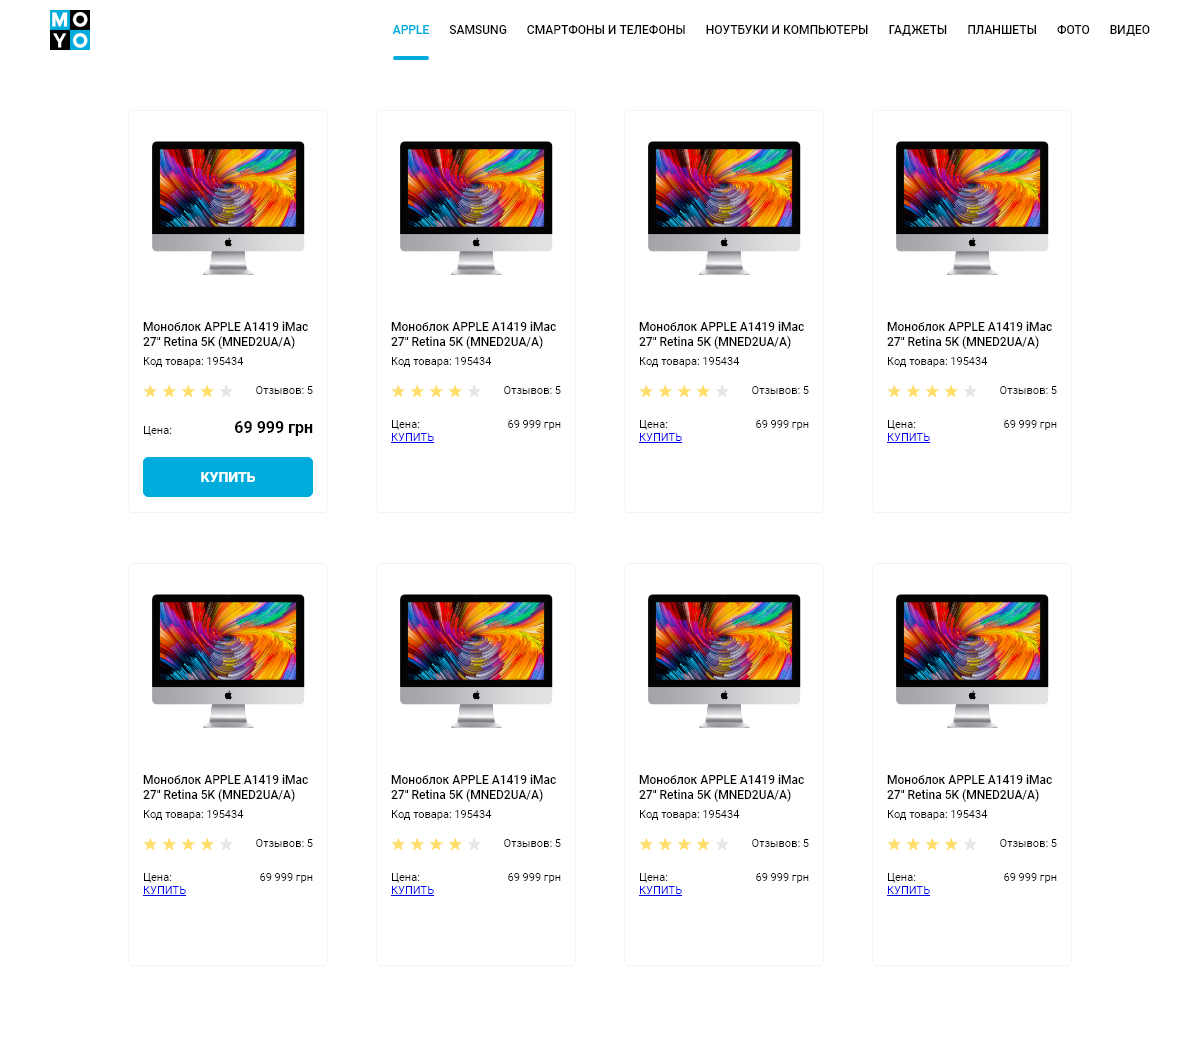 MO
YO
APPLE SAMSUNG СМАРТФОНЫ И ТЕЛЕФОНЫ НОУТБУКИ И КОМПЬЮТЕРЫ ГАДЖЕТЫ ПЛАНШЕТЫ ФОТО ВИДЕО
Моноблок APPLE A1419 iMac
27" Retina 5K (MNED2UA/A)
Код товара: 195434
Отзывов: 5
Цена: 69 999 грн
КУПИТЬ
Моноблок APPLE A1419 iMac
27" Retina 5K (MNED2UA/A)
Код товара: 195434
Отзывов: 5
Цена: 69 999 грн
КУПИТЬ
Моноблок APPLE A1419 iMac
27" Retina 5K (MNED2UA/A)
Код товара: 195434
Отзывов: 5
Цена: 69 999 грн
КУПИТЬ
Моноблок APPLE A1419 iMac
27" Retina 5K (MNED2UA/A)
Код товара: 195434
Отзывов: 5
Цена: 69 999 грн
КУПИТЬ
Моноблок APPLE A1419 iMac
27" Retina 5K (MNED2UA/A)
Код товара: 195434
Отзывов: 5
Цена: 69 999 грн
КУПИТЬ
Моноблок APPLE A1419 iMac
27" Retina 5K (MNED2UA/A)
Код товара: 195434
Отзывов: 5
Цена: 69 999 грн
КУПИТЬ
Моноблок APPLE A1419 iMac
27" Retina 5K (MNED2UA/A)
Код товара: 195434
Отзывов: 5
Цена: 69 999 грн
КУПИТЬ
Моноблок APPLE A1419 iMac
27" Retina 5K (MNED2UA/A)
Код товара: 195434
Отзывов: 5
Цена: 69 999 грн
КУПИТЬ